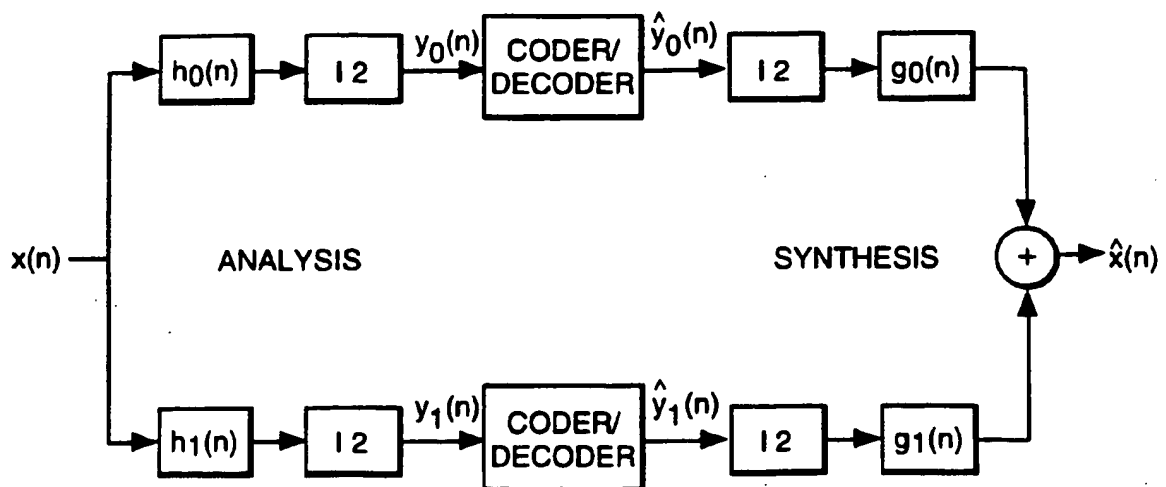 y0(n) ŷ0(n)
h0(n) I 2 CODER/ DECODER I 2 g0(n)
x(n) ANALYSIS SYNTHESIS + x̂(n)
y1(n) ŷ1(n)
h1(n) I 2 CODER/ DECODER I 2 g1(n)